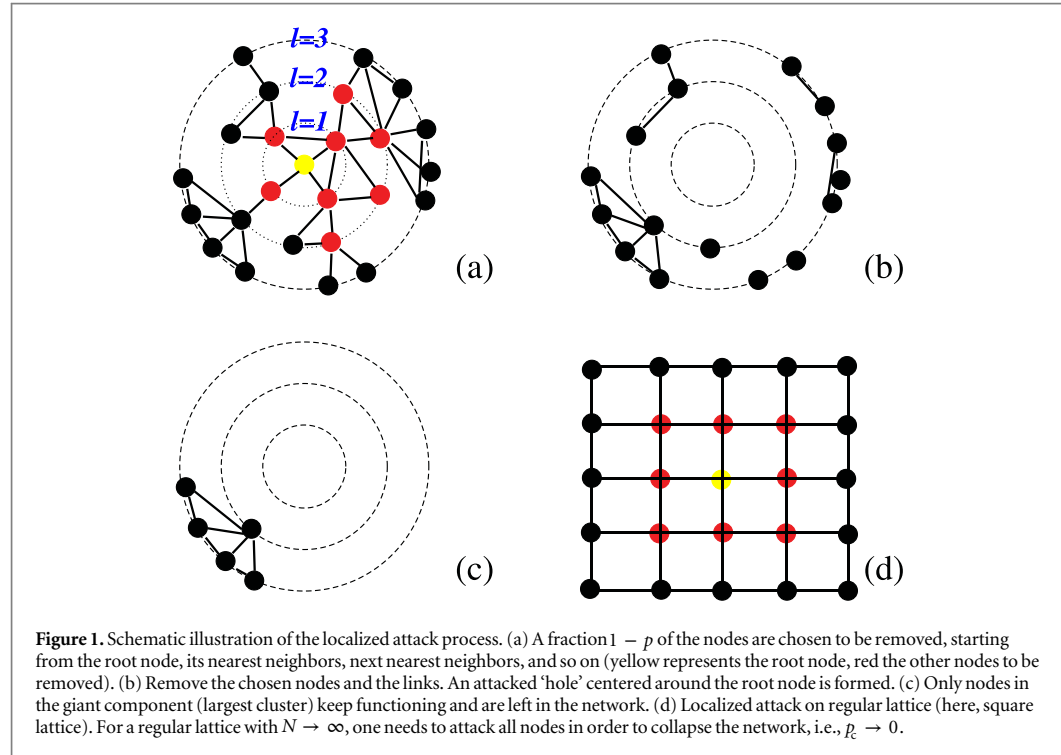 l=3
l=2
l=1
(a)
(b)
(c)
(d)
Figure 1. Schematic illustration of the localized attack process. (a) A fraction 1 − p of the nodes are chosen to be removed, starting
from the root node, its nearest neighbors, next nearest neighbors, and so on (yellow represents the root node, red the other nodes to be
removed). (b) Remove the chosen nodes and the links. An attacked ‘hole’ centered around the root node is formed. (c) Only nodes in
the giant component (largest cluster) keep functioning and are left in the network. (d) Localized attack on regular lattice (here, square
lattice). For a regular lattice with N → ∞, one needs to attack all nodes in order to collapse the network, i.e., p_c → 0.